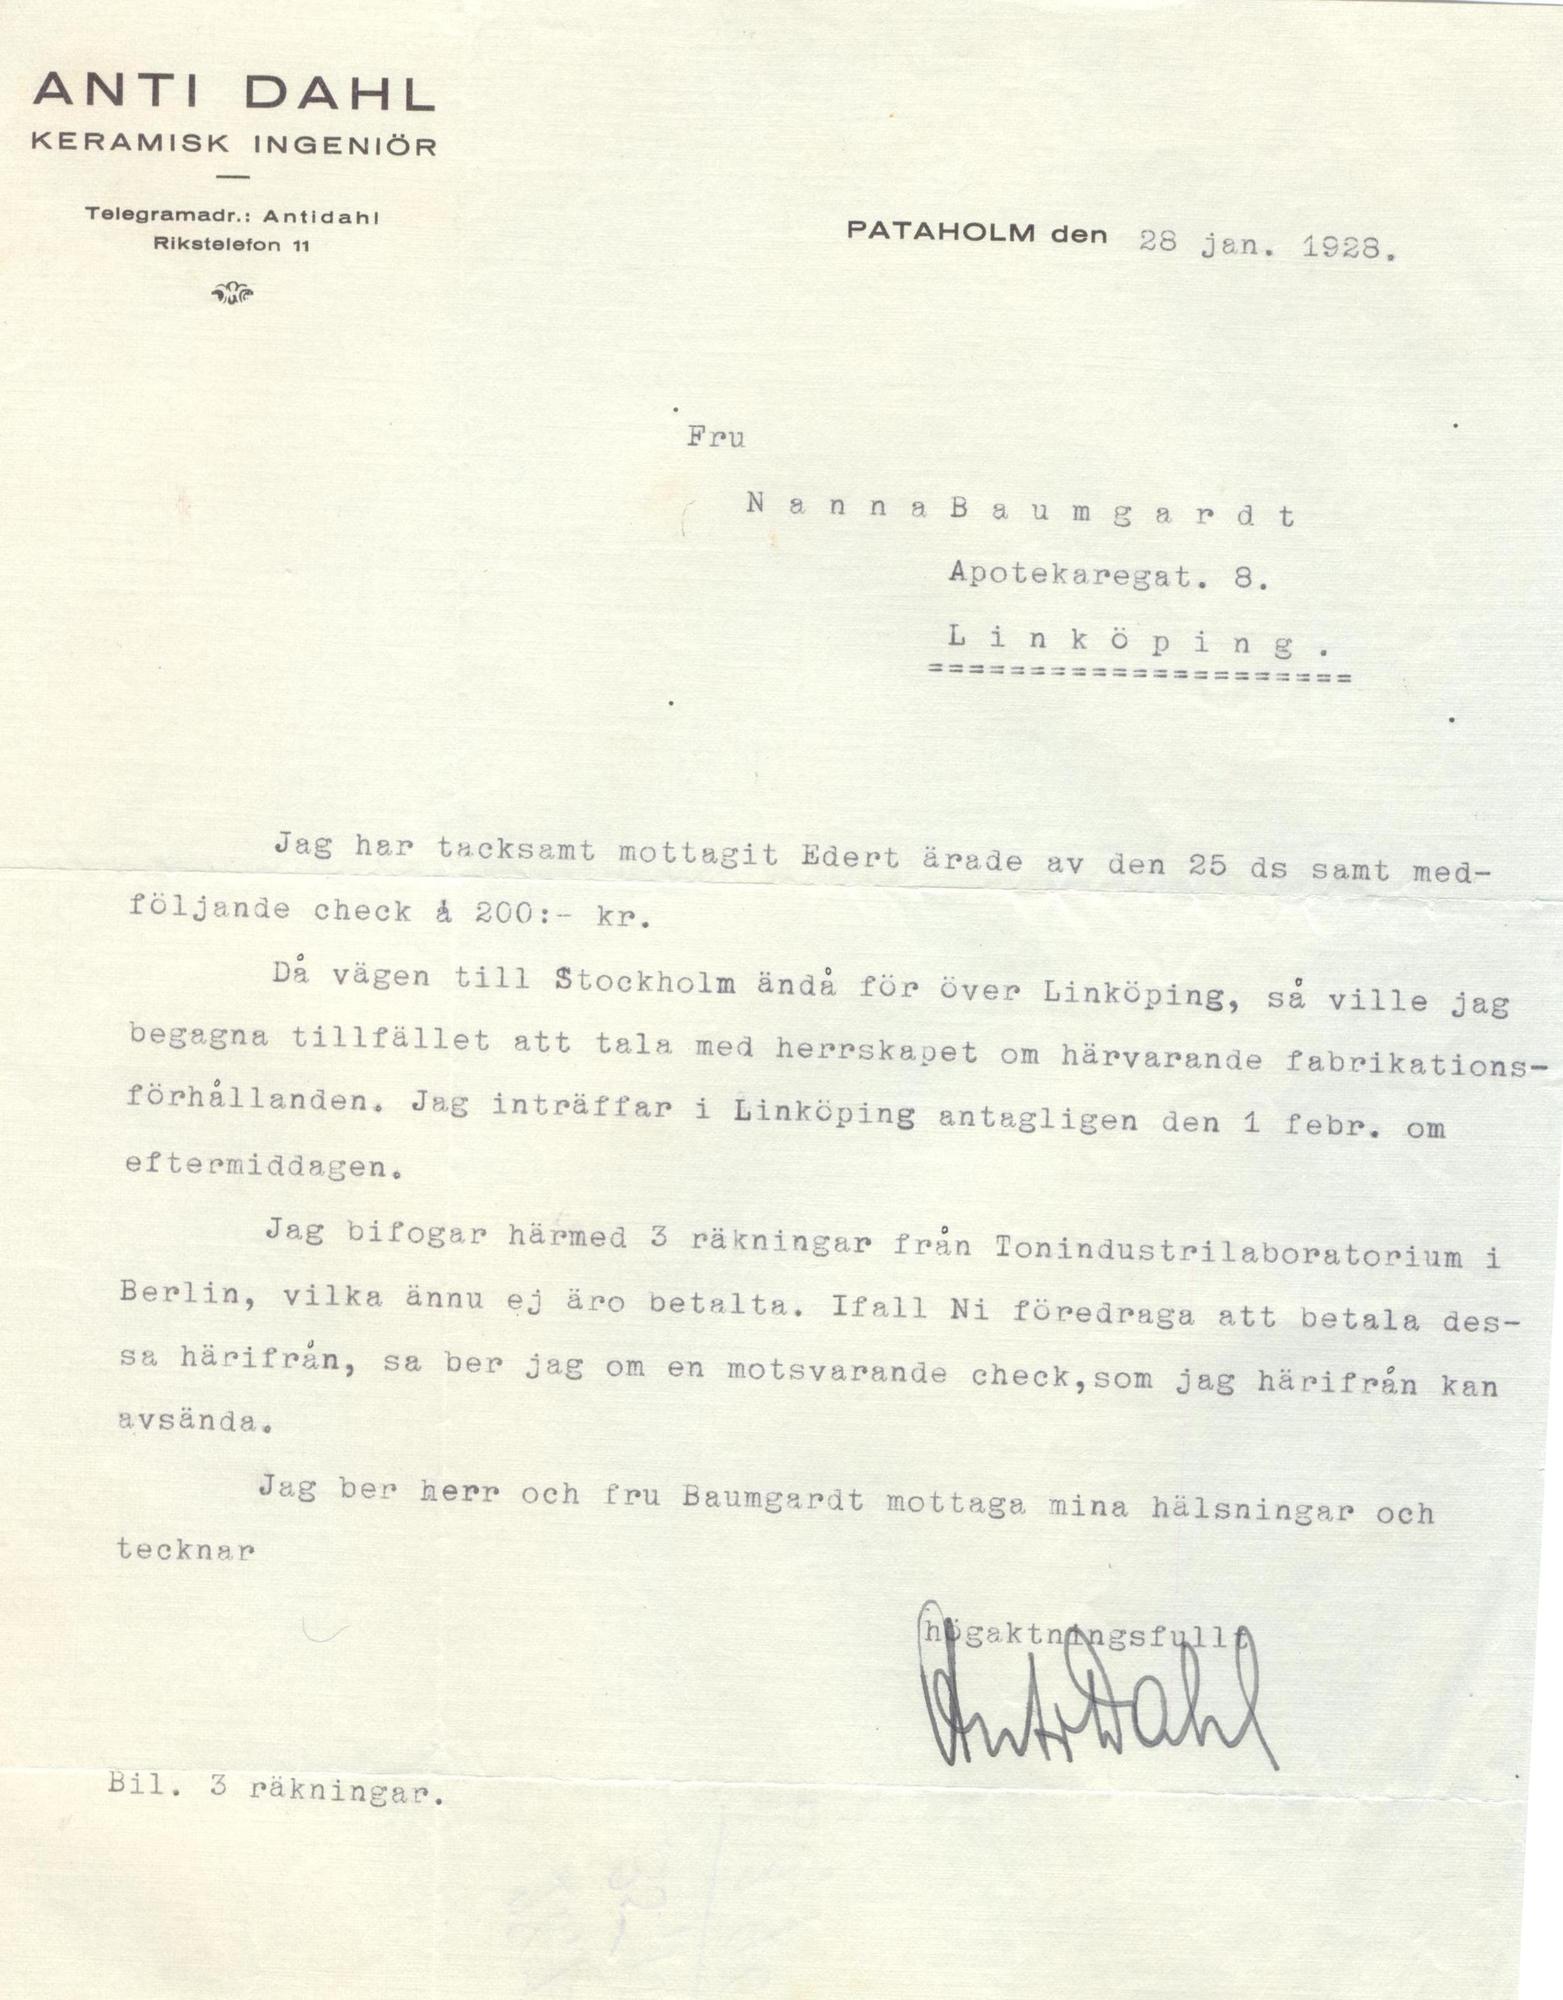 ANTI DAHL
KERAMISK INGENIÖR
Telegramadr.: Antidahl
Rikstelefon 11
PATAHOLM den 28 jan. 1928.
Fru
N a n n a B a u m g a r d t
Apotekaregat. 8.
L i n k ö p i n g .
=====================
Jag har tacksamt mottagit Edert ärade av den 25 ds samt med-
följande check á 200:- kr.
Då vägen till Stockholm ändå för över Linköping, så ville jag
begagna tillfället att tala med herrskapet om härvarande fabrikations-
förhållanden. Jag inträffar i Linköping antagligen den 1 febr. om
eftermiddagen.
Jag bifogar härmed 3 räkningar från Tonindustrilaboratorium i
Berlin, vilka ännu ej äro betalta. Ifall Ni föredraga att betala des-
sa härifrån, sa ber jag om en motsvarande check,som jag härifrån kan
avsända.
Jag ber herr och fru Baumgardt mottaga mina hälsningar och
tecknar
högaktningsfullt
Anti Dahl
Bil. 3 räkningar.